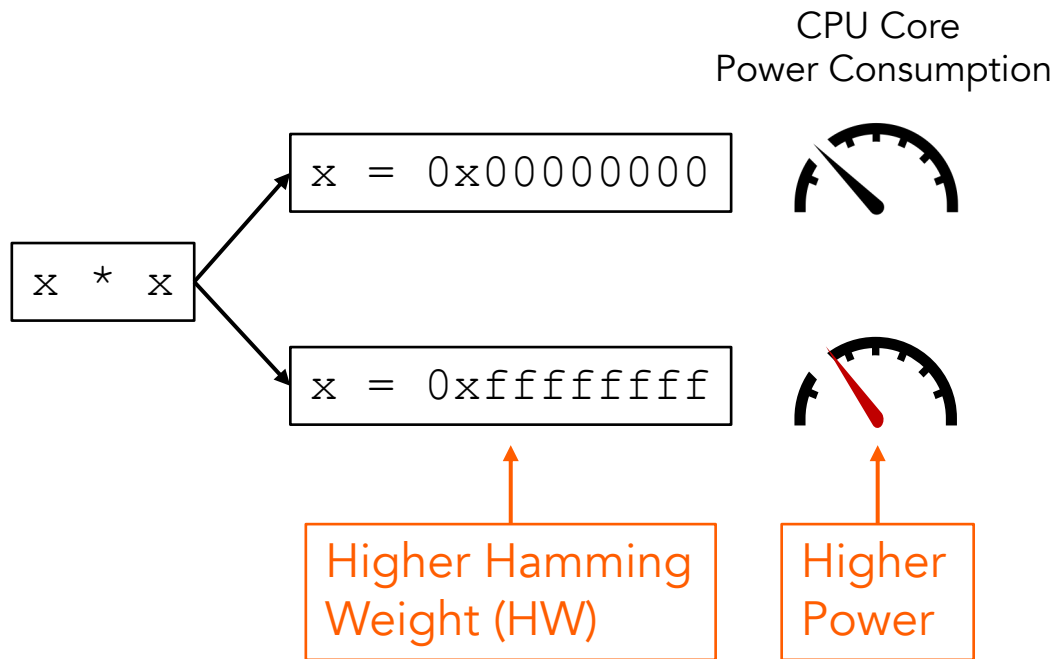 CPU Core
Power Consumption
x = 0x00000000
x * x
x = 0xffffffff
Higher Hamming
Weight (HW)
Higher
Power